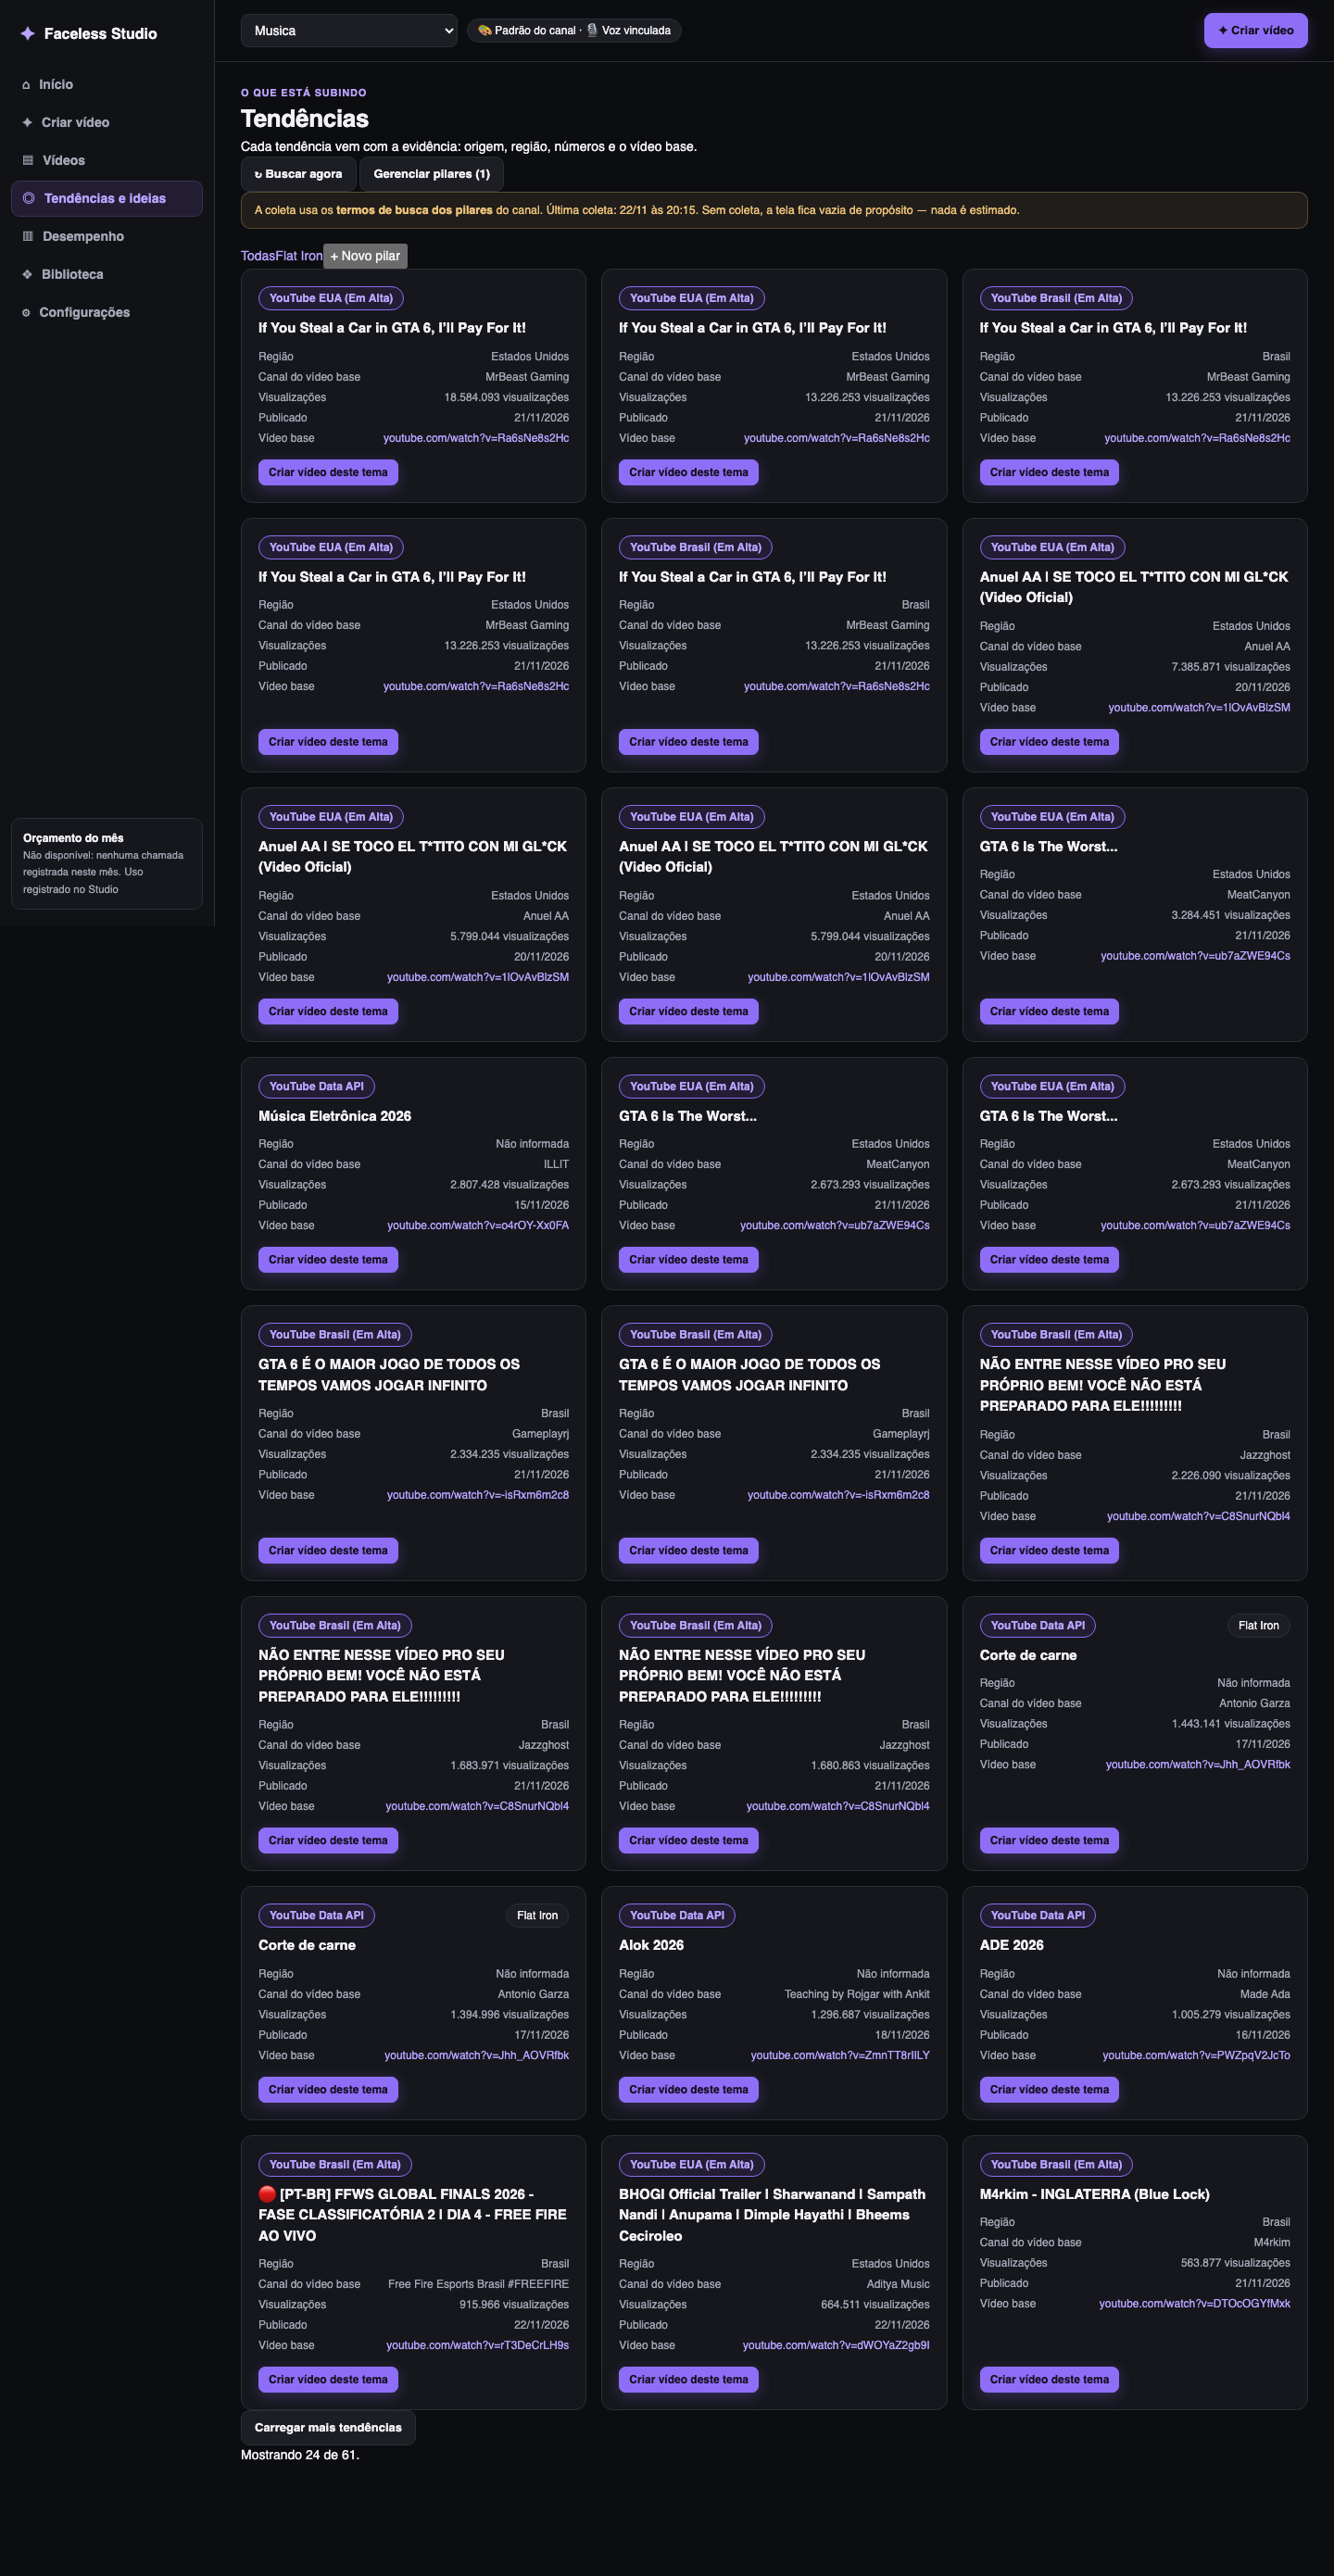 Faceless Studio
Início
Criar vídeo
Vídeos
Tendências e ideias
Desempenho
Biblioteca
Configurações
Orçamento do mês
Não disponível: nenhuma chamada
registrada neste mês. Uso
registrado no Studio
Musica
🎨 Padrão do canal · 🎙️ Voz vinculada
✦ Criar vídeo
O QUE ESTÁ SUBINDO
Tendências
Cada tendência vem com a evidência: origem, região, números e o vídeo base.
↻ Buscar agora
Gerenciar pilares (1)
A coleta usa os termos de busca dos pilares do canal. Última coleta: 22/11 às 20:15. Sem coleta, a tela fica vazia de propósito — nada é estimado.
TodasFlat Iron+ Novo pilar
YouTube EUA (Em Alta)
If You Steal a Car in GTA 6, I'll Pay For It!
Região Estados Unidos
Canal do vídeo base MrBeast Gaming
Visualizações 18.584.093 visualizações
Publicado 21/11/2026
Vídeo base youtube.com/watch?v=Ra6sNe8s2Hc
Criar vídeo deste tema
YouTube EUA (Em Alta)
If You Steal a Car in GTA 6, I'll Pay For It!
Região Estados Unidos
Canal do vídeo base MrBeast Gaming
Visualizações 13.226.253 visualizações
Publicado 21/11/2026
Vídeo base youtube.com/watch?v=Ra6sNe8s2Hc
Criar vídeo deste tema
YouTube Brasil (Em Alta)
If You Steal a Car in GTA 6, I'll Pay For It!
Região Brasil
Canal do vídeo base MrBeast Gaming
Visualizações 13.226.253 visualizações
Publicado 21/11/2026
Vídeo base youtube.com/watch?v=Ra6sNe8s2Hc
Criar vídeo deste tema
YouTube EUA (Em Alta)
If You Steal a Car in GTA 6, I'll Pay For It!
Região Estados Unidos
Canal do vídeo base MrBeast Gaming
Visualizações 13.226.253 visualizações
Publicado 21/11/2026
Vídeo base youtube.com/watch?v=Ra6sNe8s2Hc
Criar vídeo deste tema
YouTube Brasil (Em Alta)
If You Steal a Car in GTA 6, I'll Pay For It!
Região Brasil
Canal do vídeo base MrBeast Gaming
Visualizações 13.226.253 visualizações
Publicado 21/11/2026
Vídeo base youtube.com/watch?v=Ra6sNe8s2Hc
Criar vídeo deste tema
YouTube EUA (Em Alta)
Anuel AA | SE TOCO EL T*TITO CON MI GL*CK
(Video Oficial)
Região Estados Unidos
Canal do vídeo base Anuel AA
Visualizações 7.385.871 visualizações
Publicado 20/11/2026
Vídeo base youtube.com/watch?v=1lOvAvBlzSM
Criar vídeo deste tema
YouTube EUA (Em Alta)
Anuel AA | SE TOCO EL T*TITO CON MI GL*CK
(Video Oficial)
Região Estados Unidos
Canal do vídeo base Anuel AA
Visualizações 5.799.044 visualizações
Publicado 20/11/2026
Vídeo base youtube.com/watch?v=1lOvAvBlzSM
Criar vídeo deste tema
YouTube EUA (Em Alta)
Anuel AA | SE TOCO EL T*TITO CON MI GL*CK
(Video Oficial)
Região Estados Unidos
Canal do vídeo base Anuel AA
Visualizações 5.799.044 visualizações
Publicado 20/11/2026
Vídeo base youtube.com/watch?v=1lOvAvBlzSM
Criar vídeo deste tema
YouTube EUA (Em Alta)
GTA 6 Is The Worst...
Região Estados Unidos
Canal do vídeo base MeatCanyon
Visualizações 3.284.451 visualizações
Publicado 21/11/2026
Vídeo base youtube.com/watch?v=ub7aZWE94Cs
Criar vídeo deste tema
YouTube Data API
Música Eletrônica 2026
Região Não informada
Canal do vídeo base ILLIT
Visualizações 2.807.428 visualizações
Publicado 15/11/2026
Vídeo base youtube.com/watch?v=o4rOY-Xx0FA
Criar vídeo deste tema
YouTube EUA (Em Alta)
GTA 6 Is The Worst...
Região Estados Unidos
Canal do vídeo base MeatCanyon
Visualizações 2.673.293 visualizações
Publicado 21/11/2026
Vídeo base youtube.com/watch?v=ub7aZWE94Cs
Criar vídeo deste tema
YouTube EUA (Em Alta)
GTA 6 Is The Worst...
Região Estados Unidos
Canal do vídeo base MeatCanyon
Visualizações 2.673.293 visualizações
Publicado 21/11/2026
Vídeo base youtube.com/watch?v=ub7aZWE94Cs
Criar vídeo deste tema
YouTube Brasil (Em Alta)
GTA 6 É O MAIOR JOGO DE TODOS OS
TEMPOS VAMOS JOGAR INFINITO
Região Brasil
Canal do vídeo base Gameplayrj
Visualizações 2.334.235 visualizações
Publicado 21/11/2026
Vídeo base youtube.com/watch?v=-isRxm6m2c8
Criar vídeo deste tema
YouTube Brasil (Em Alta)
GTA 6 É O MAIOR JOGO DE TODOS OS
TEMPOS VAMOS JOGAR INFINITO
Região Brasil
Canal do vídeo base Gameplayrj
Visualizações 2.334.235 visualizações
Publicado 21/11/2026
Vídeo base youtube.com/watch?v=-isRxm6m2c8
Criar vídeo deste tema
YouTube Brasil (Em Alta)
NÃO ENTRE NESSE VÍDEO PRO SEU
PRÓPRIO BEM! VOCÊ NÃO ESTÁ
PREPARADO PARA ELE!!!!!!!!!
Região Brasil
Canal do vídeo base Jazzghost
Visualizações 2.226.090 visualizações
Publicado 21/11/2026
Vídeo base youtube.com/watch?v=C8SnurNQbl4
Criar vídeo deste tema
YouTube Brasil (Em Alta)
NÃO ENTRE NESSE VÍDEO PRO SEU
PRÓPRIO BEM! VOCÊ NÃO ESTÁ
PREPARADO PARA ELE!!!!!!!!!
Região Brasil
Canal do vídeo base Jazzghost
Visualizações 1.683.971 visualizações
Publicado 21/11/2026
Vídeo base youtube.com/watch?v=C8SnurNQbl4
Criar vídeo deste tema
YouTube Brasil (Em Alta)
NÃO ENTRE NESSE VÍDEO PRO SEU
PRÓPRIO BEM! VOCÊ NÃO ESTÁ
PREPARADO PARA ELE!!!!!!!!!
Região Brasil
Canal do vídeo base Jazzghost
Visualizações 1.680.863 visualizações
Publicado 21/11/2026
Vídeo base youtube.com/watch?v=C8SnurNQbl4
Criar vídeo deste tema
YouTube Data API Flat Iron
Corte de carne
Região Não informada
Canal do vídeo base Antonio Garza
Visualizações 1.443.141 visualizações
Publicado 17/11/2026
Vídeo base youtube.com/watch?v=Jhh_AOVRfbk
Criar vídeo deste tema
YouTube Data API Flat Iron
Corte de carne
Região Não informada
Canal do vídeo base Antonio Garza
Visualizações 1.394.996 visualizações
Publicado 17/11/2026
Vídeo base youtube.com/watch?v=Jhh_AOVRfbk
Criar vídeo deste tema
YouTube Data API
Alok 2026
Região Não informada
Canal do vídeo base Teaching by Rojgar with Ankit
Visualizações 1.296.687 visualizações
Publicado 18/11/2026
Vídeo base youtube.com/watch?v=ZmnTT8rIlLY
Criar vídeo deste tema
YouTube Data API
ADE 2026
Região Não informada
Canal do vídeo base Made Ada
Visualizações 1.005.279 visualizações
Publicado 16/11/2026
Vídeo base youtube.com/watch?v=PWZpqV2JcTo
Criar vídeo deste tema
YouTube Brasil (Em Alta)
🔴 [PT-BR] FFWS GLOBAL FINALS 2026 -
FASE CLASSIFICATÓRIA 2 | DIA 4 - FREE FIRE
AO VIVO
Região Brasil
Canal do vídeo base Free Fire Esports Brasil #FREEFIRE
Visualizações 915.966 visualizações
Publicado 22/11/2026
Vídeo base youtube.com/watch?v=rT3DeCrLH9s
Criar vídeo deste tema
YouTube EUA (Em Alta)
BHOGI Official Trailer | Sharwanand | Sampath
Nandi | Anupama | Dimple Hayathi | Bheems
Ceciroleo
Região Estados Unidos
Canal do vídeo base Aditya Music
Visualizações 664.511 visualizações
Publicado 22/11/2026
Vídeo base youtube.com/watch?v=dWOYaZ2gb9I
Criar vídeo deste tema
YouTube Brasil (Em Alta)
M4rkim - INGLATERRA (Blue Lock)
Região Brasil
Canal do vídeo base M4rkim
Visualizações 563.877 visualizações
Publicado 21/11/2026
Vídeo base youtube.com/watch?v=DTOcOGYfMxk
Criar vídeo deste tema
Carregar mais tendências
Mostrando 24 de 61.